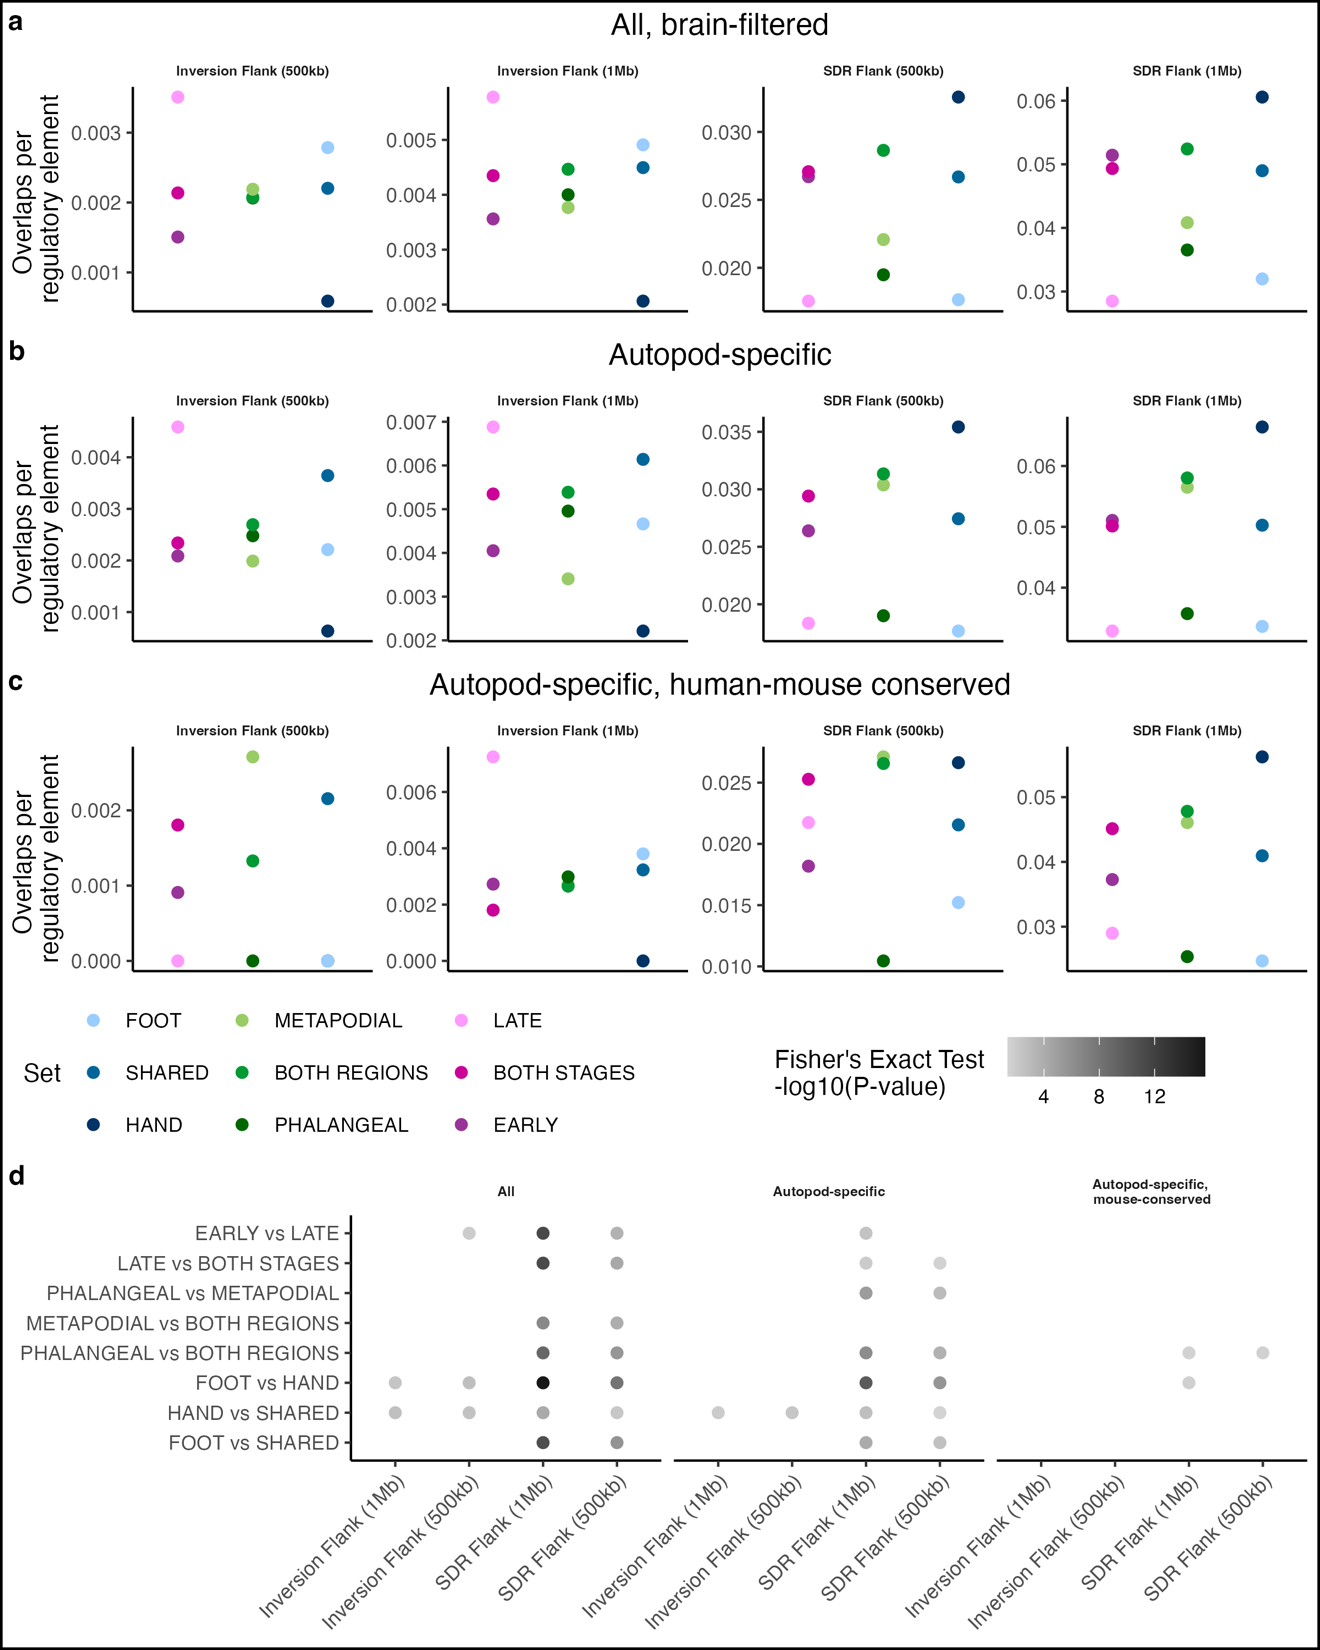 a
All, brain-filtered
Inversion Flank (500kb)
Inversion Flank (1Mb)
SDR Flank (500kb)
SDR Flank (1Mb)
Overlaps per
regulatory element
0.003
0.002
0.001
0.005
0.004
0.003
0.002
0.030
0.025
0.020
0.06
0.05
0.04
0.03
b
Autopod-specific
Inversion Flank (500kb)
Inversion Flank (1Mb)
SDR Flank (500kb)
SDR Flank (1Mb)
Overlaps per
regulatory element
0.004
0.003
0.002
0.001
0.007
0.006
0.005
0.004
0.003
0.002
0.035
0.030
0.025
0.020
0.06
0.05
0.04
c
Autopod-specific, human-mouse conserved
Inversion Flank (500kb)
Inversion Flank (1Mb)
SDR Flank (500kb)
SDR Flank (1Mb)
Overlaps per
regulatory element
0.002
0.001
0.000
0.006
0.004
0.002
0.000
0.025
0.020
0.015
0.010
0.05
0.04
0.03
Set
FOOT
METAPODIAL
LATE
SHARED
BOTH REGIONS
BOTH STAGES
HAND
PHALANGEAL
EARLY
Fisher's Exact Test
-log10(P-value)
4
8
12
d
All
Autopod-specific
Autopod-specific,
mouse-conserved
EARLY vs LATE
LATE vs BOTH STAGES
PHALANGEAL vs METAPODIAL
METAPODIAL vs BOTH REGIONS
PHALANGEAL vs BOTH REGIONS
FOOT vs HAND
HAND vs SHARED
FOOT vs SHARED
Inversion Flank (1Mb)
Inversion Flank (500kb)
SDR Flank (1Mb)
SDR Flank (500kb)
Inversion Flank (1Mb)
Inversion Flank (500kb)
SDR Flank (1Mb)
SDR Flank (500kb)
Inversion Flank (1Mb)
Inversion Flank (500kb)
SDR Flank (1Mb)
SDR Flank (500kb)